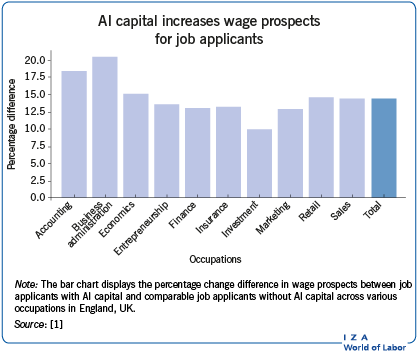 AI capital increases wage prospects
for job applicants
Percentage difference
20.0
17.5
15.0
12.5
10.0
7.5
5.0
2.5
0.0
Accounting
Business
administration
Economics
Entrepreneurship
Finance
Insurance
Investment
Marketing
Retail
Sales
Total
Occupations
Note: The bar chart displays the percentage change difference in wage prospects between job
applicants with AI capital and comparable job applicants without AI capital across various
occupations in England, UK.
Source: [1]
I Z A
World of Labor